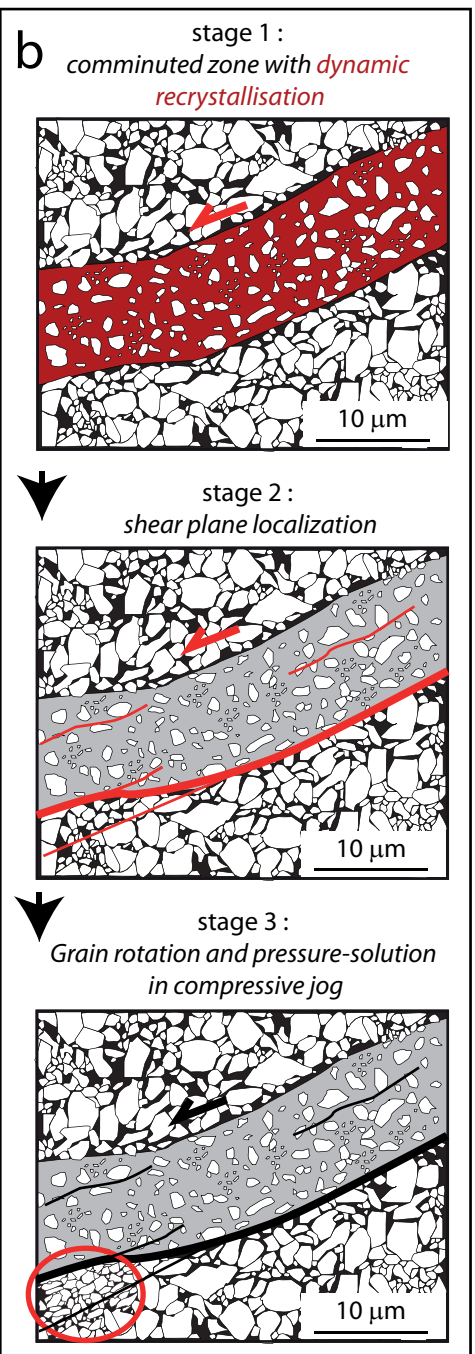 b
stage 1 :
comminuted zone with dynamic
recrystallisation
10 μm
stage 2 :
shear plane localization
10 μm
stage 3 :
Grain rotation and pressure-solution
in compressive jog
10 μm